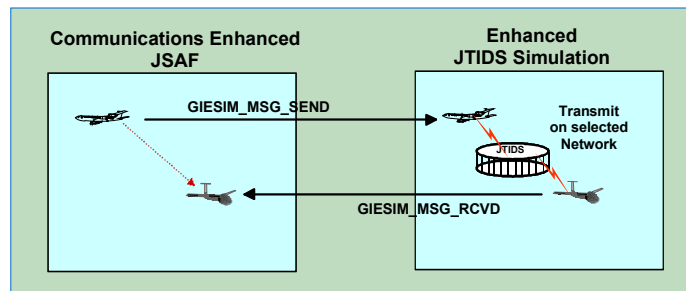 Communications Enhanced
JSAF
Enhanced
JTIDS Simulation
GIESIM_MSG_SEND
Transmit
on selected
Network
JTIDS
GIESIM_MSG_RCVD